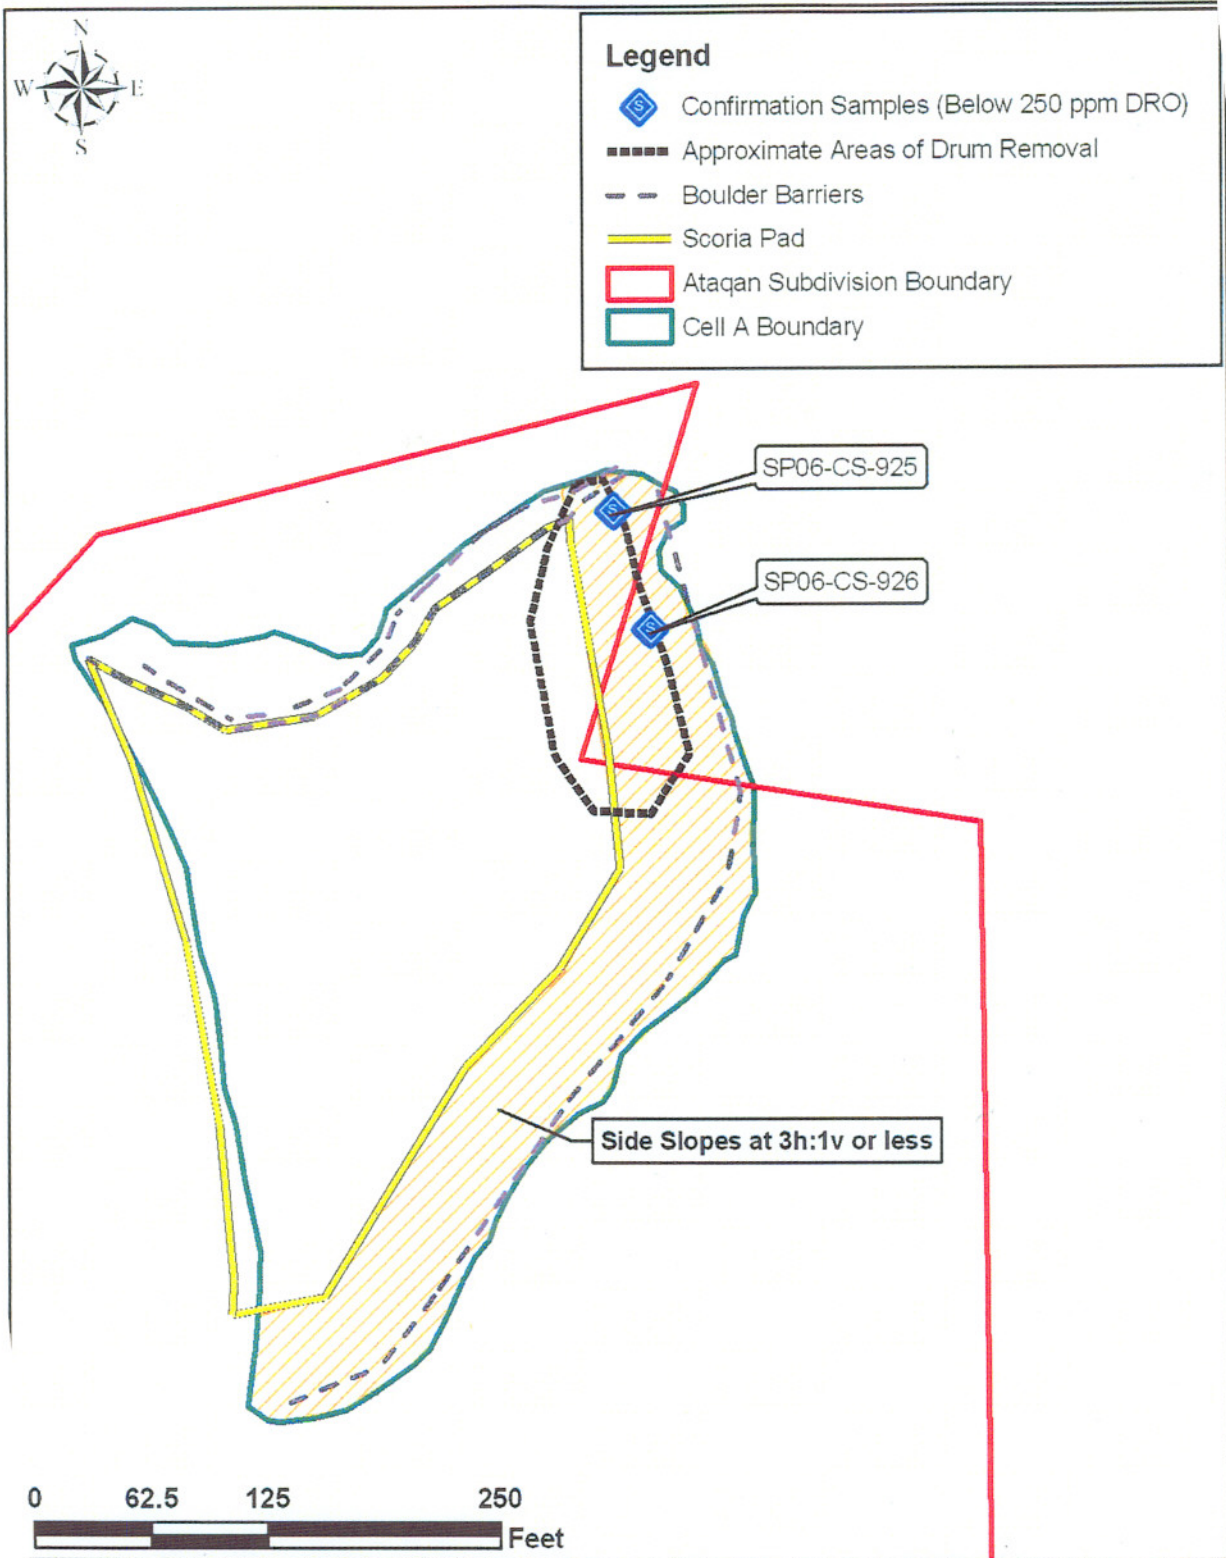 N
W E
S
Legend
S Confirmation Samples (Below 250 ppm DRO)
Approximate Areas of Drum Removal
Boulder Barriers
Scoria Pad
Ataqan Subdivision Boundary
Cell A Boundary
SP06-CS-925
S
SP06-CS-926
S
Side Slopes at 3h:1v or less
0 62.5 125 250
Feet